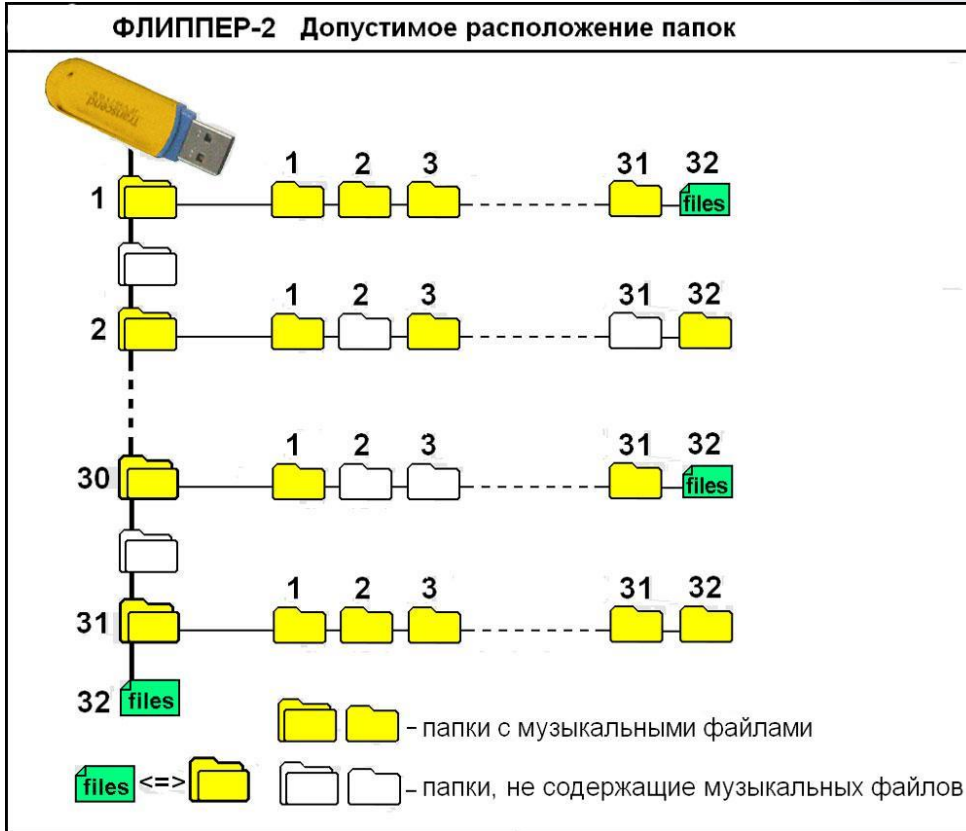 ФЛИППЕР-2 Допустимое расположение папок
Transcend
1 2 3 31 32
1 files
1 2 3 31 32
2
1 2 3 31 32
30 files
1 2 3 31 32
31
32 files
– папки с музыкальными файлами
files <=> – папки, не содержащие музыкальных файлов